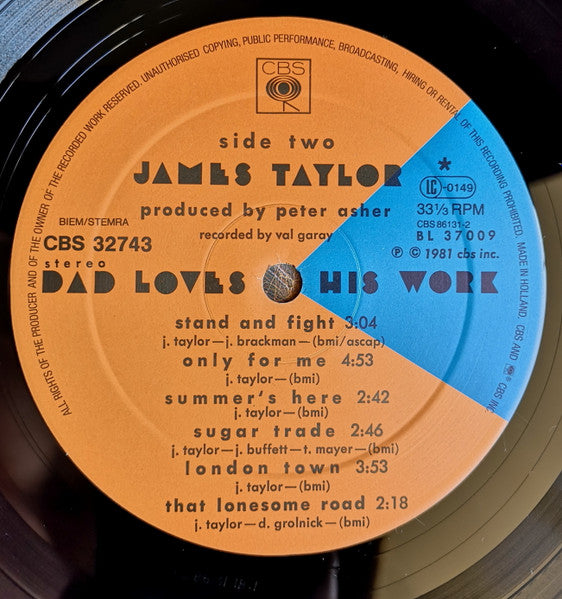 ALL RIGHTS OF THE PRODUCER AND OF THE OWNER OF THE RECORDED WORK RESERVED. UNAUTHORISED COPYING, PUBLIC PERFORMANCE, BROADCASTING, HIRING OR RENTAL OF THIS RECORDING PROHIBITED. MADE IN HOLLAND. CBS AND ® CBS INC.
CBS
side two
JAMES TAYLOR *
LC-0149
produced by peter asher
33⅓ RPM
BIEM/STEMRA
CBS 86131-2
recorded by val garay
BL 37009
CBS 32743
℗ © 1981 cbs inc.
stereo
DAD LOVES HIS WORK
stand and fight 3:04
j. taylor–j. brackman–(bmi/ascap)
only for me 4:53
j. taylor–(bmi)
summer's here 2:42
j. taylor–(bmi)
sugar trade 2:46
j. taylor–j. buffett–t. mayer–(bmi)
london town 3:53
j. taylor–(bmi)
that lonesome road 2:18
j. taylor–d. grolnick–(bmi)